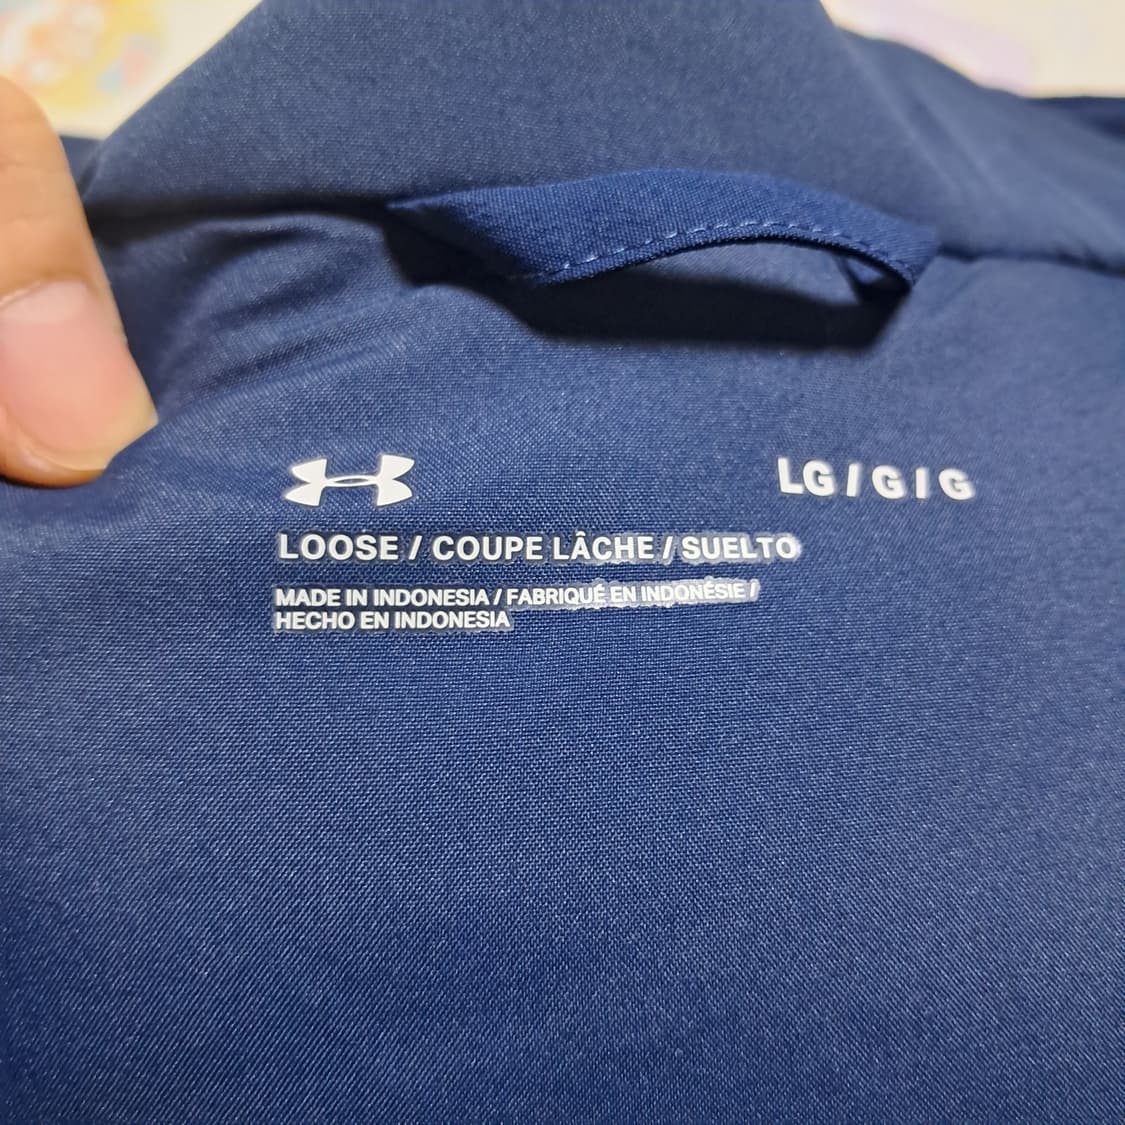 LG / G / G
LOOSE / COUPE LÂCHE / SUELTO
MADE IN INDONESIA / FABRIQUÉ EN INDONÉSIE /
HECHO EN INDONESIA